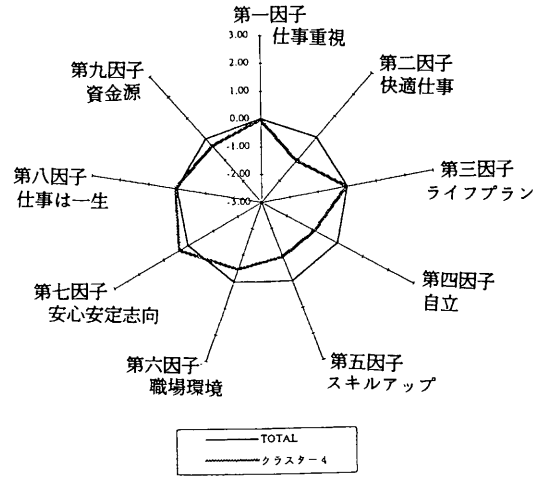 第一因子
仕事重視
3.00
2.00
1.00
0.00
-1.00
-2.00
-3.00
第二因子
快適仕事
第三因子
ライフプラン
第四因子
自立
第五因子
スキルアップ
第六因子
職場環境
第七因子
安心安定志向
第八因子
仕事は一生
第九因子
資金源
TOTAL
クラスター4